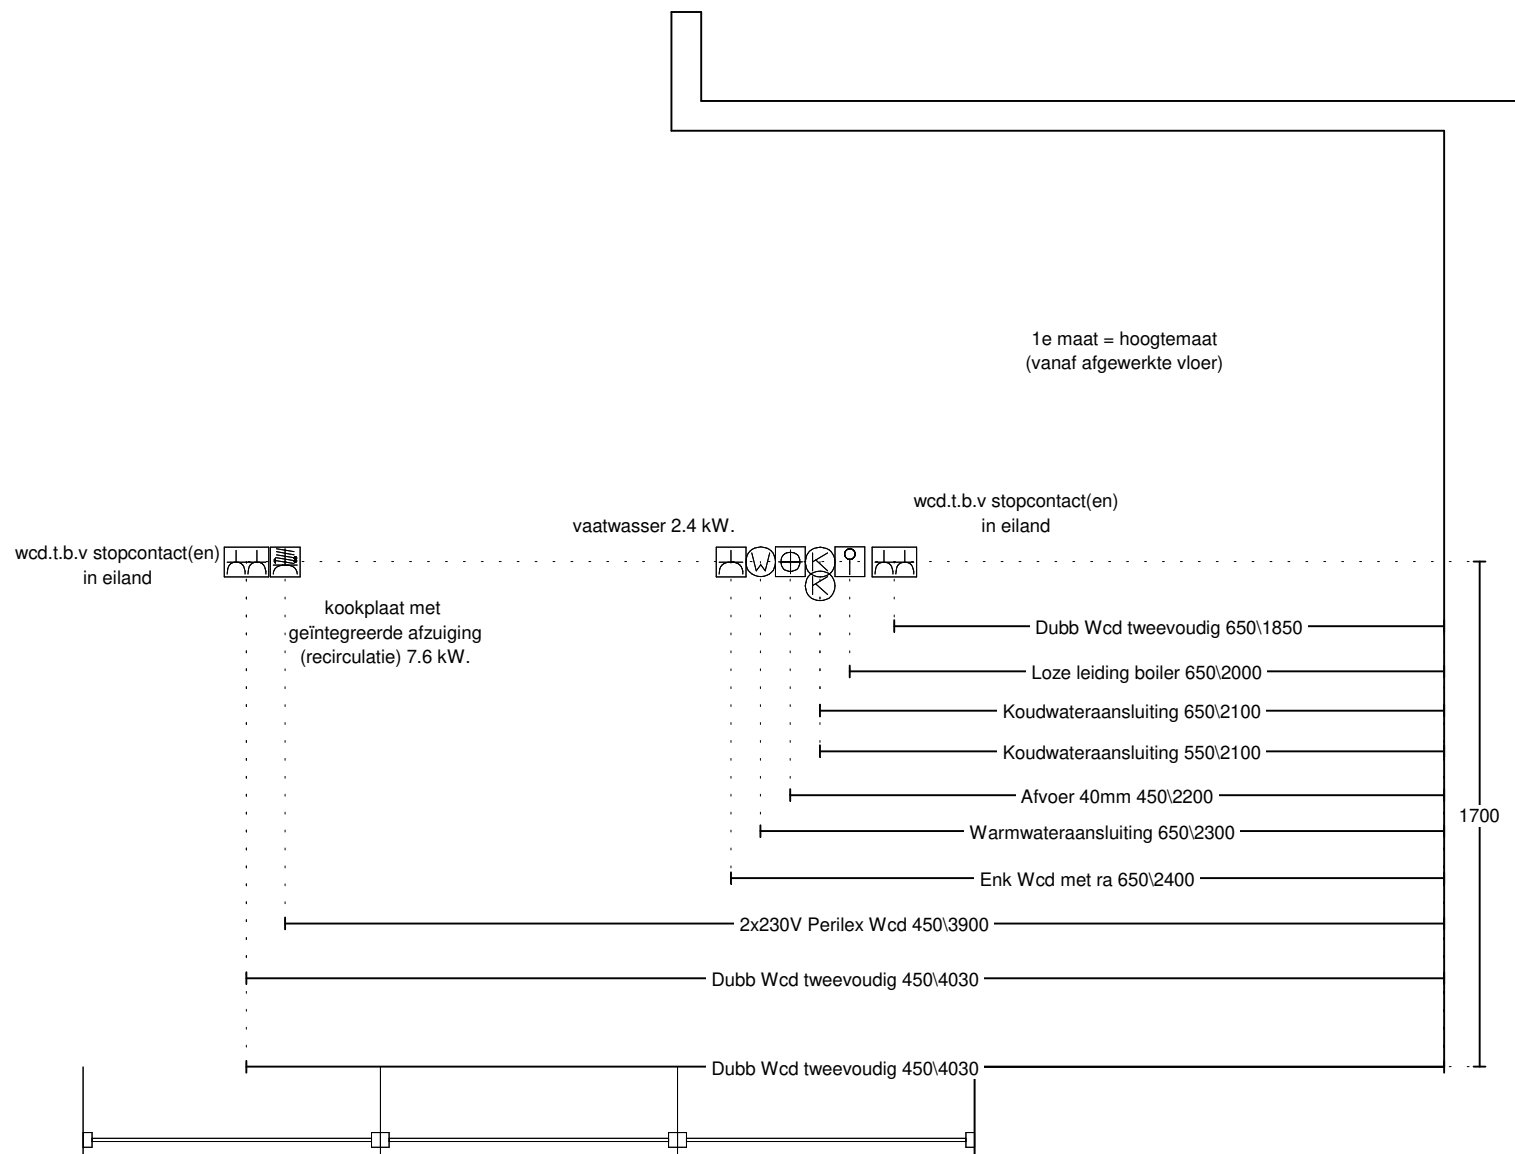 1e maat = hoogtemaat
(vanaf afgewerkte vloer)
wcd.t.b.v stopcontact(en)
in eiland
vaatwasser 2.4 kW.
wcd.t.b.v stopcontact(en)
in eiland
W
K
K
kookplaat met
geïntegreerde afzuiging
(recirculatie) 7.6 kW.
Dubb Wcd tweevoudig 650\1850
Loze leiding boiler 650\2000
Koudwateraansluiting 650\2100
Koudwateraansluiting 550\2100
Afvoer 40mm 450\2200
1700
Warmwateraansluiting 650\2300
Enk Wcd met ra 650\2400
2x230V Perilex Wcd 450\3900
Dubb Wcd tweevoudig 450\4030
Dubb Wcd tweevoudig 450\4030